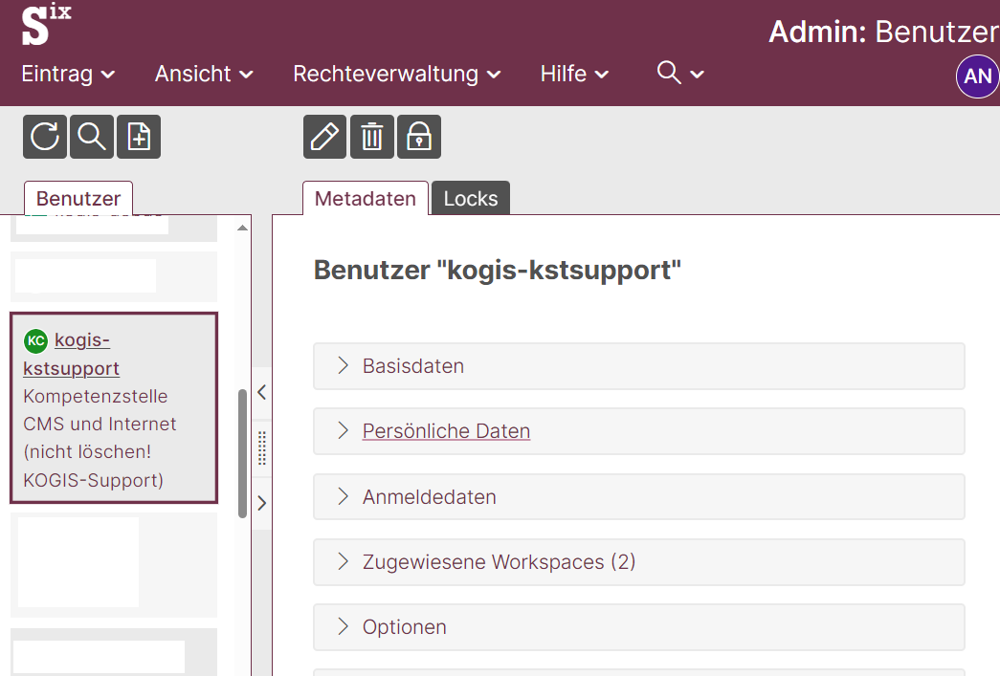 Six
Admin: Benutzer
Eintrag Ansicht Rechteverwaltung Hilfe
AN
Benutzer
Metadaten Locks
Benutzer "kogis-kstsupport"
KC kogis-
kstsupport
Kompetenzstelle
CMS und Internet
(nicht löschen!
KOGIS-Support)
Basisdaten
Persönliche Daten
Anmeldedaten
Zugewiesene Workspaces (2)
Optionen